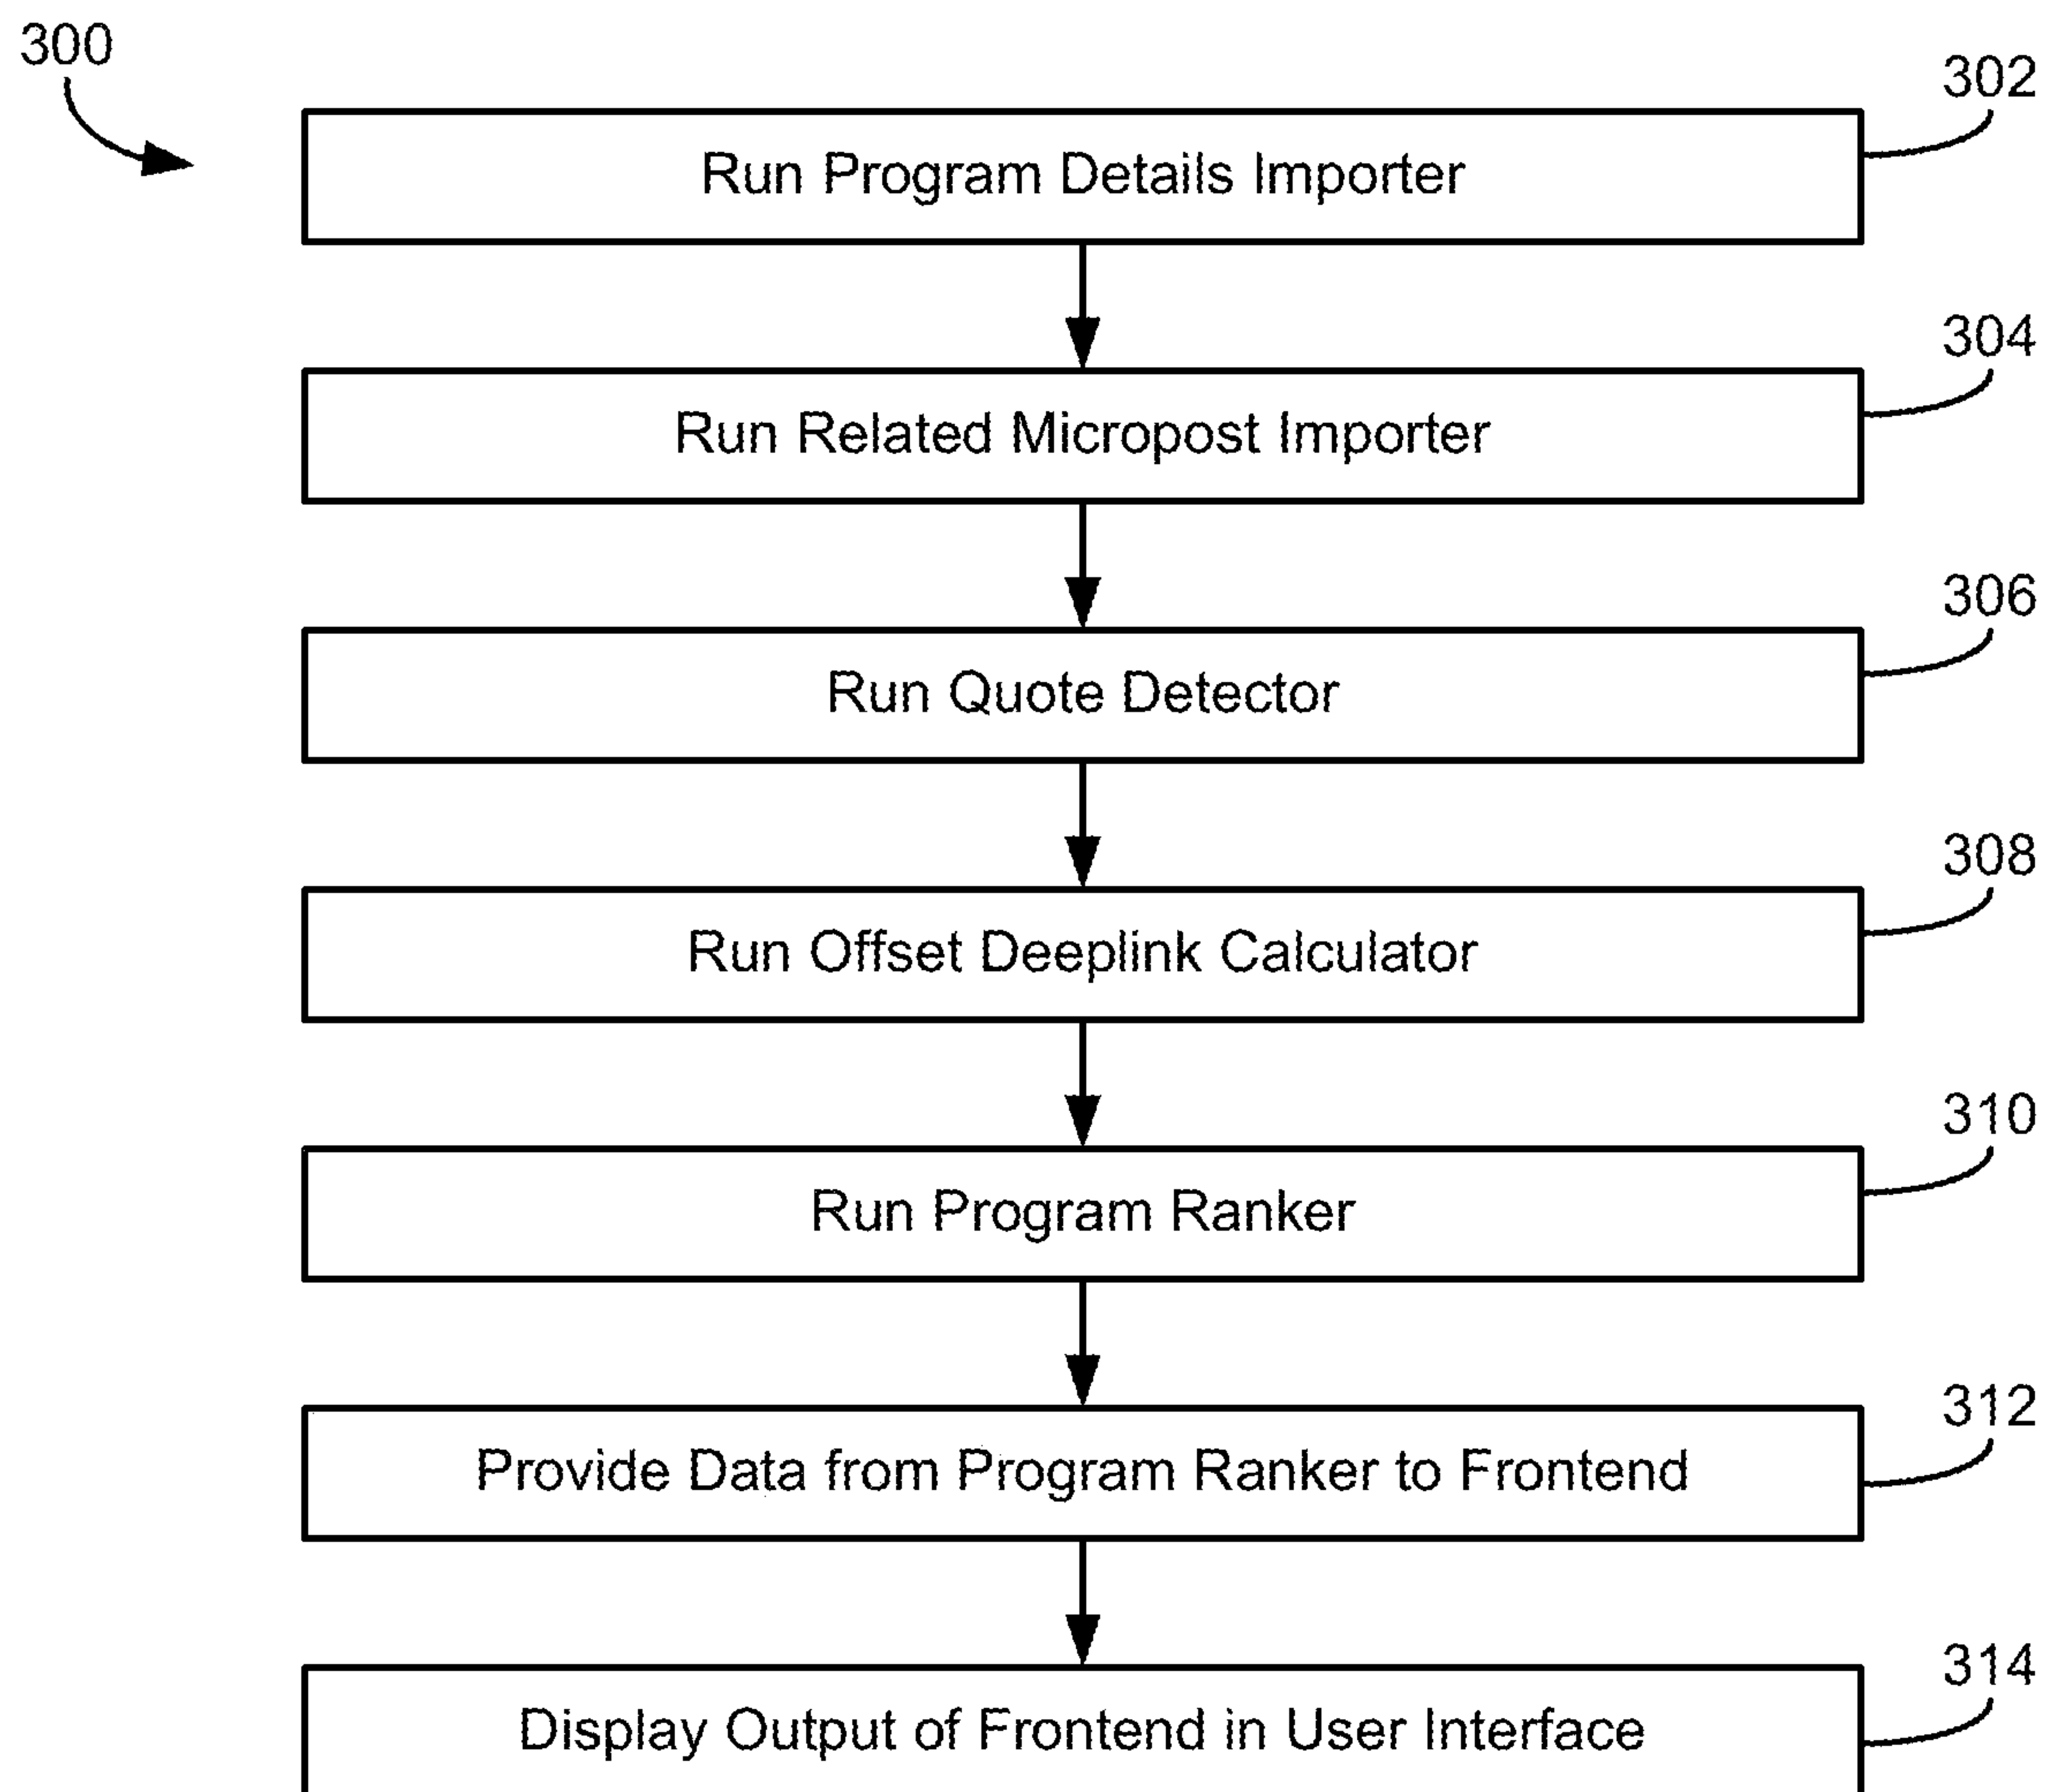 300
302
Run Program Details Importer
304
Run Related Micropost Importer
306
Run Quote Detector
308
Run Offset Deeplink Calculator
310
Run Program Ranker
312
Provide Data from Program Ranker to Frontend
314
Display Output of Frontend in User Interface